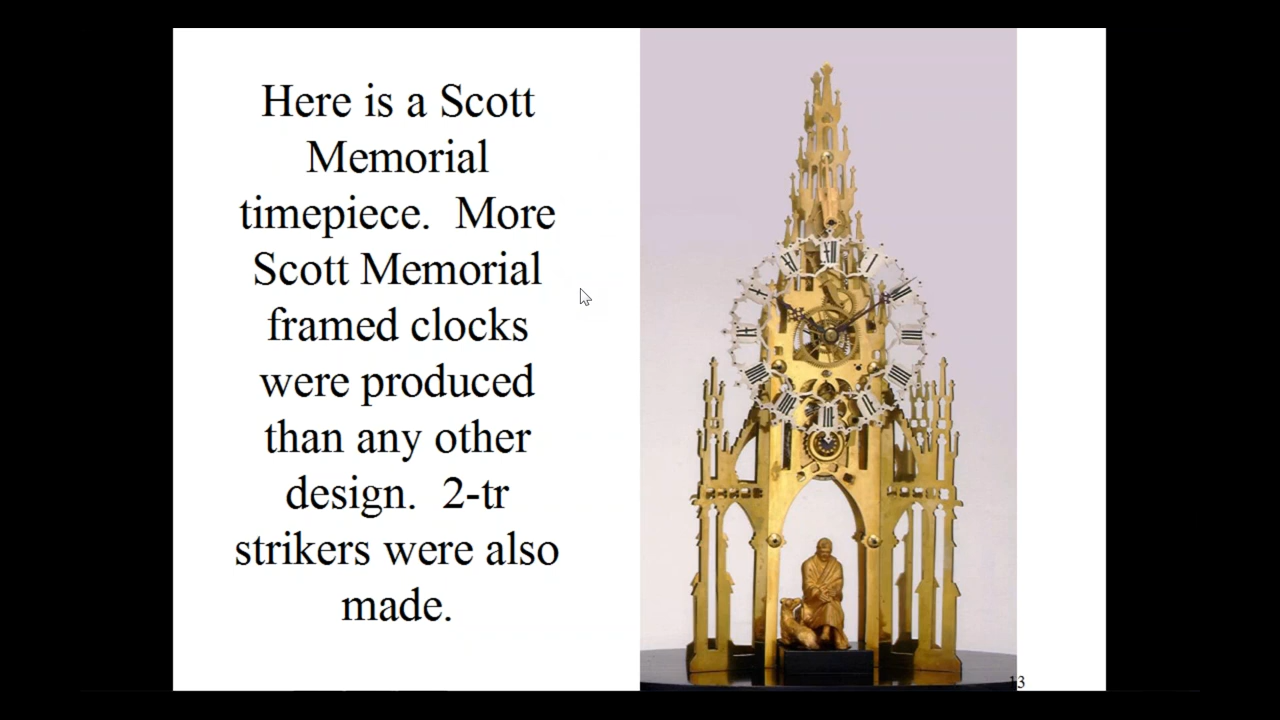 Here is a Scott
Memorial
timepiece.  More
Scott Memorial
framed clocks
were produced
than any other
design.  2-tr
strikers were also
made.
13